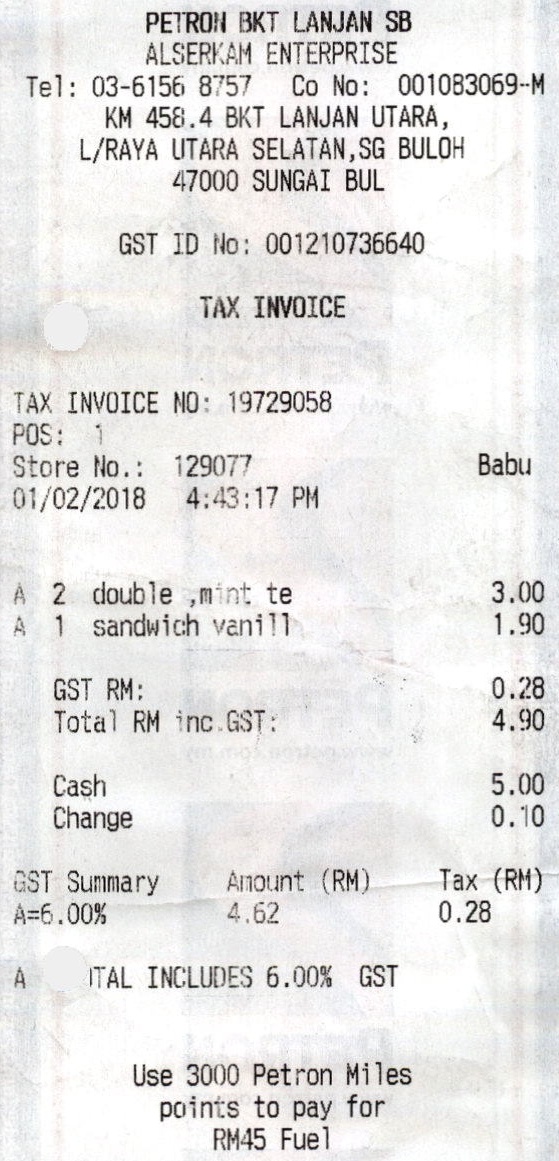 PETRON BKT LANJAN SB
ALSERKAM ENTERPRISE
Tel: 03-6156 8757 Co No: 001083069-M
KM 458.4 BKT LANJAN UTARA,
L/RAYA UTARA SELATAN,SG BULOH
47000 SUNGAI BUL
GST ID No: 001210736640
TAX INVOICE
TAX INVOICE NO: 19729058
POS: 1
Store No.: 129077 Babu
01/02/2018 4:43:17 PM
A 2 double ,mint te 3.00
A 1 sandwich vanill 1.90
GST RM: 0.28
Total RM inc.GST: 4.90
Cash 5.00
Change 0.10
GST Summary Amount (RM) Tax (RM)
A=6.00% 4.62 0.28
A TAL INCLUDES 6.00% GST
Use 3000 Petron Miles
points to pay for
RM45 Fuel